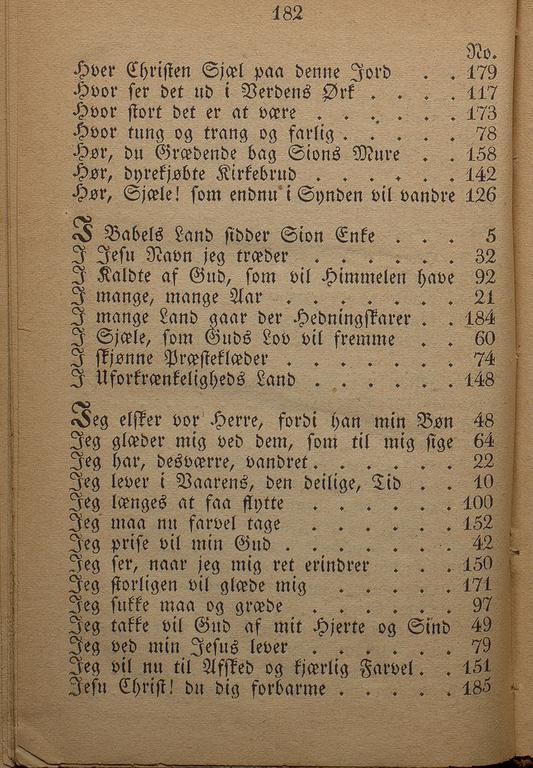 182
No.
Hver Christen Sjæl paa denne Jord . . 179
Hvor ser det ud i Verdens Ørk . . . . 117
Hvor stort det er at være . . . . . . 173
Hvor tung og trang og farlig . . . . . 78
Hør, du Grædende bag Sions Mure . . 158
Hør, dyrekjøbte Kirkebrud . . . . . . 142
Hør, Sjæle! som endnu i Synden vil vandre 126
I Babels Land sidder Sion Enke . . . 5
I Jesu Navn jeg træder . . . . . . . 32
I Kaldte af Gud, som vil Himmelen have 92
I mange, mange Aar . . . . . . . . 21
I mange Land gaar der Hedningskarer . . 184
I Sjæle, som Guds Lov vil fremme . . 60
I skjønne Præsteklæder . . . . . . . 74
I Uforkrænkeligheds Land . . . . . . 148
Jeg elsker vor Herre, fordi han min Bøn 48
Jeg glæder mig ved dem, som til mig sige 64
Jeg har, desværre, vandret . . . . . . 22
Jeg lever i Vaarens, den deilige, Tid . . 10
Jeg længes at faa flytte . . . . . . 100
Jeg maa nu farvel tage . . . . . . 152
Jeg prise vil min Gud . . . . . . . 42
Jeg ser, naar jeg mig ret erindrer . . . 150
Jeg storligen vil glæde mig . . . . . 171
Jeg sukke maa og græde . . . . . . 97
Jeg takke vil Gud af mit Hjerte og Sind 49
Jeg ved min Jesus lever . . . . . . 79
Jeg vil nu til Afsked og kjærlig Farvel . . 151
Jesu Christ! du dig forbarme . . . . . 185